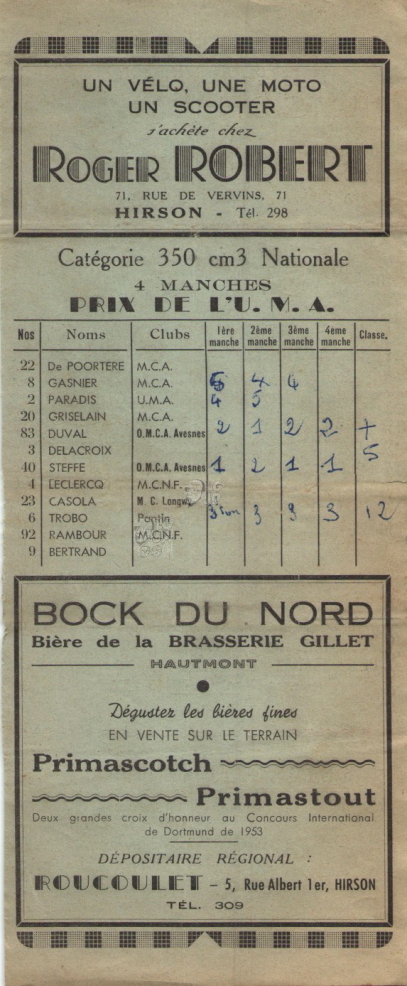 UN VÉLO, UNE MOTO
UN SCOOTER
s'achète chez
ROGER ROBERT
71, RUE DE VERVINS, 71
HIRSON - Tél. 298
Catégorie 350 cm3 Nationale
4 MANCHES
PRIX DE L'U. M. A.
Nos Noms Clubs 1ère manche 2ème manche 3ème manche 4eme manche Classe.
22 De POORTERE M.C.A.
8 GASNIER M.C.A. 4 4
2 PARADIS U.M.A. 4 5
20 GRISELAIN M.C.A.
83 DUVAL O.M.C.A. Avesnes 2 1 2 2 7
3 DELACROIX
40 STEFFE O.M.C.A. Avesnes 1 2 1 1 5
4 LECLERCQ M.C.N.F.
23 CASOLA M. C. Longwy
6 TROBO Pantin 3 3 3 3 12
92 RAMBOUR M.C.N.F.
9 BERTRAND
BOCK DU NORD
Bière de la BRASSERIE GILLET
HAUTMONT
Dégustez les bières fines
EN VENTE SUR LE TERRAIN
Primascotch
Primastout
Deux grandes croix d'honneur au Concours International
de Dortmund de 1953
DÉPOSITAIRE RÉGIONAL :
ROUCOULET - 5, Rue Albert 1er, HIRSON
TÉL. 309